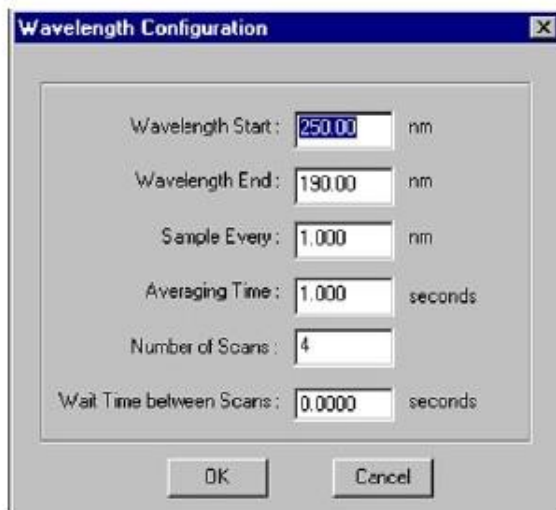 Wavelength Configuration
Wavelength Start : 250.00 nm
Wavelength End : 190.00 nm
Sample Every : 1.000 nm
Averaging Time : 1.000 seconds
Number of Scans : 4
Wait Time between Scans : 0.0000 seconds
OK Cancel